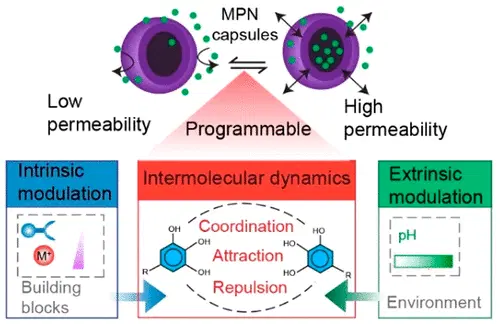 MPN
capsules
Low
permeability
High
permeability
Programmable
Intrinsic
modulation
Intermolecular dynamics
Extrinsic
modulation
M⁺
Building
blocks
OH
OH
OH
R
Coordination
Attraction
Repulsion
OH
HO
HO
R
pH
Environment